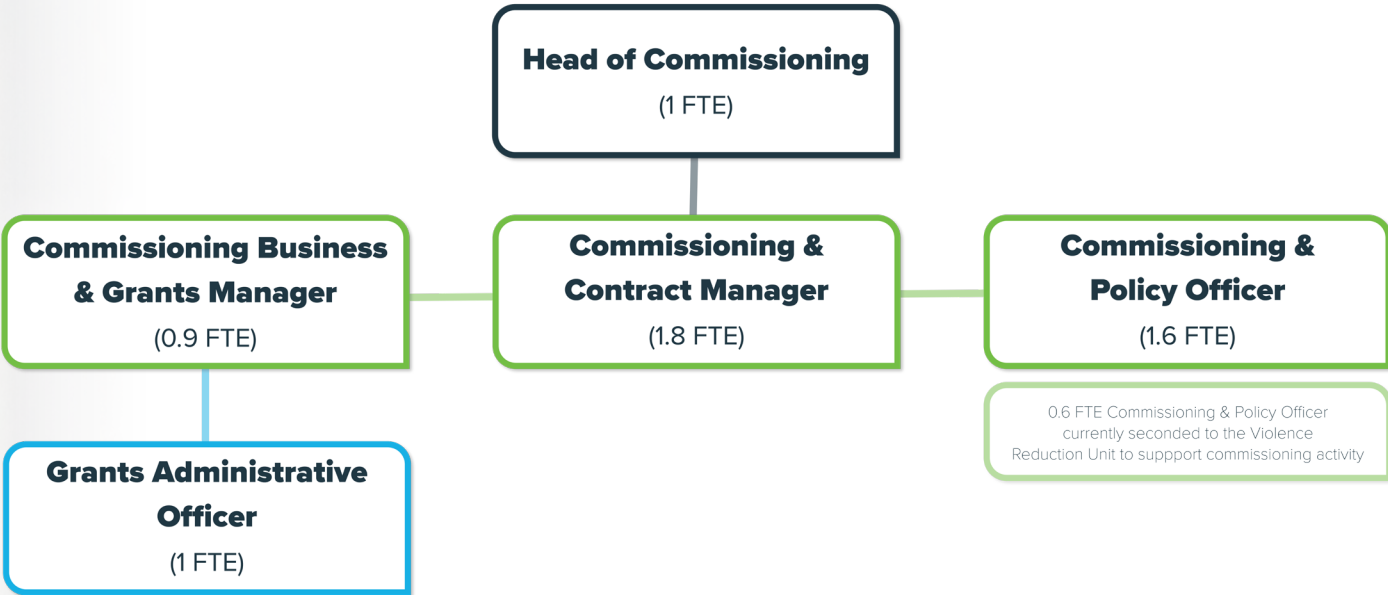 Head of Commissioning
(1 FTE)
Commissioning Business
& Grants Manager
(0.9 FTE)
Commissioning &
Contract Manager
(1.8 FTE)
Commissioning &
Policy Officer
(1.6 FTE)
0.6 FTE Commissioning & Policy Officer
currently seconded to the Violence
Reduction Unit to suppport commissioning activity
Grants Administrative
Officer
(1 FTE)